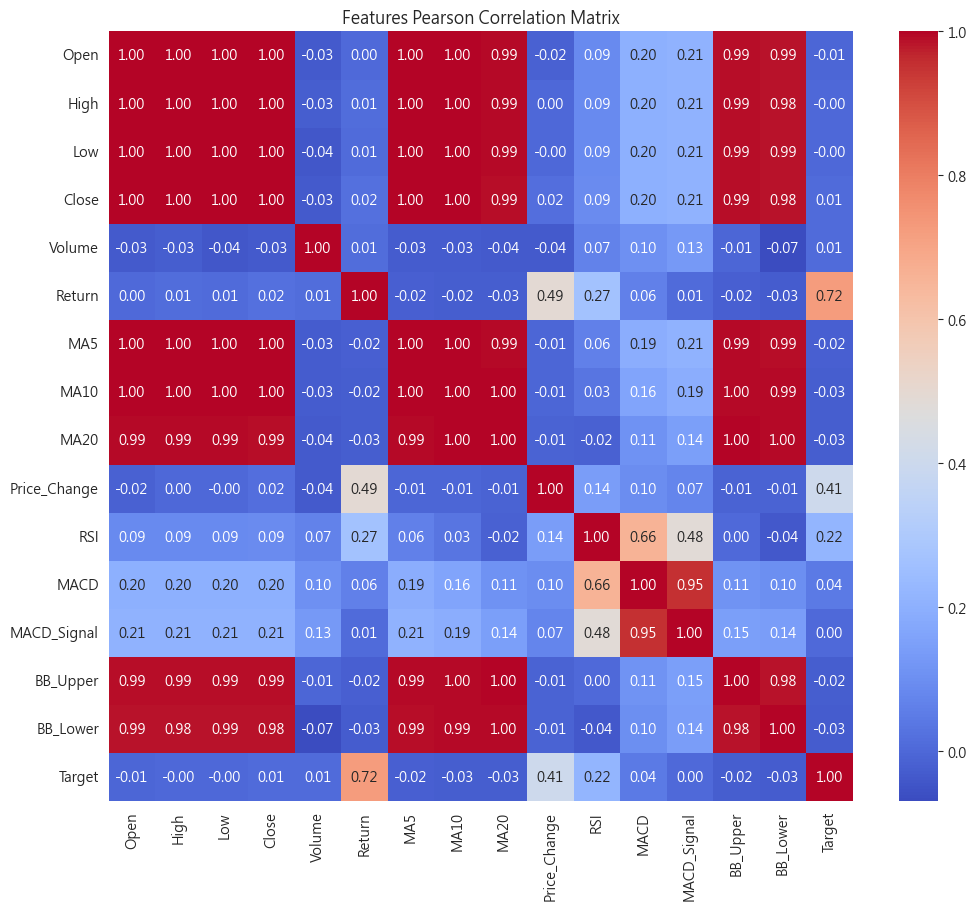 Features Pearson Correlation Matrix
Open 1.00 1.00 1.00 1.00 -0.03 0.00 1.00 1.00 0.99 -0.02 0.09 0.20 0.21 0.99 0.99 -0.01
High 1.00 1.00 1.00 1.00 -0.03 0.01 1.00 1.00 0.99 0.00 0.09 0.20 0.21 0.99 0.98 -0.00
Low 1.00 1.00 1.00 1.00 -0.04 0.01 1.00 1.00 0.99 -0.00 0.09 0.20 0.21 0.99 0.99 -0.00
Close 1.00 1.00 1.00 1.00 -0.03 0.02 1.00 1.00 0.99 0.02 0.09 0.20 0.21 0.99 0.98 0.01
Volume -0.03 -0.03 -0.04 -0.03 1.00 0.01 -0.03 -0.03 -0.04 -0.04 0.07 0.10 0.13 -0.01 -0.07 0.01
Return 0.00 0.01 0.01 0.02 0.01 1.00 -0.02 -0.02 -0.03 0.49 0.27 0.06 0.01 -0.02 -0.03 0.72
MA5 1.00 1.00 1.00 1.00 -0.03 -0.02 1.00 1.00 0.99 -0.01 0.06 0.19 0.21 0.99 0.99 -0.02
MA10 1.00 1.00 1.00 1.00 -0.03 -0.02 1.00 1.00 1.00 -0.01 0.03 0.16 0.19 1.00 0.99 -0.03
MA20 0.99 0.99 0.99 0.99 -0.04 -0.03 0.99 1.00 1.00 -0.01 -0.02 0.11 0.14 1.00 1.00 -0.03
Price_Change -0.02 0.00 -0.00 0.02 -0.04 0.49 -0.01 -0.01 -0.01 1.00 0.14 0.10 0.07 -0.01 -0.01 0.41
RSI 0.09 0.09 0.09 0.09 0.07 0.27 0.06 0.03 -0.02 0.14 1.00 0.66 0.48 0.00 -0.04 0.22
MACD 0.20 0.20 0.20 0.20 0.10 0.06 0.19 0.16 0.11 0.10 0.66 1.00 0.95 0.11 0.10 0.04
MACD_Signal 0.21 0.21 0.21 0.21 0.13 0.01 0.21 0.19 0.14 0.07 0.48 0.95 1.00 0.15 0.14 0.00
BB_Upper 0.99 0.99 0.99 0.99 -0.01 -0.02 0.99 1.00 1.00 -0.01 0.00 0.11 0.15 1.00 0.98 -0.02
BB_Lower 0.99 0.98 0.99 0.98 -0.07 -0.03 0.99 0.99 1.00 -0.01 -0.04 0.10 0.14 0.98 1.00 -0.03
Target -0.01 -0.00 -0.00 0.01 0.01 0.72 -0.02 -0.03 -0.03 0.41 0.22 0.04 0.00 -0.02 -0.03 1.00
Open High Low Close Volume Return MA5 MA10 MA20 Price_Change RSI MACD MACD_Signal BB_Upper BB_Lower Target
1.0
0.8
0.6
0.4
0.2
0.0